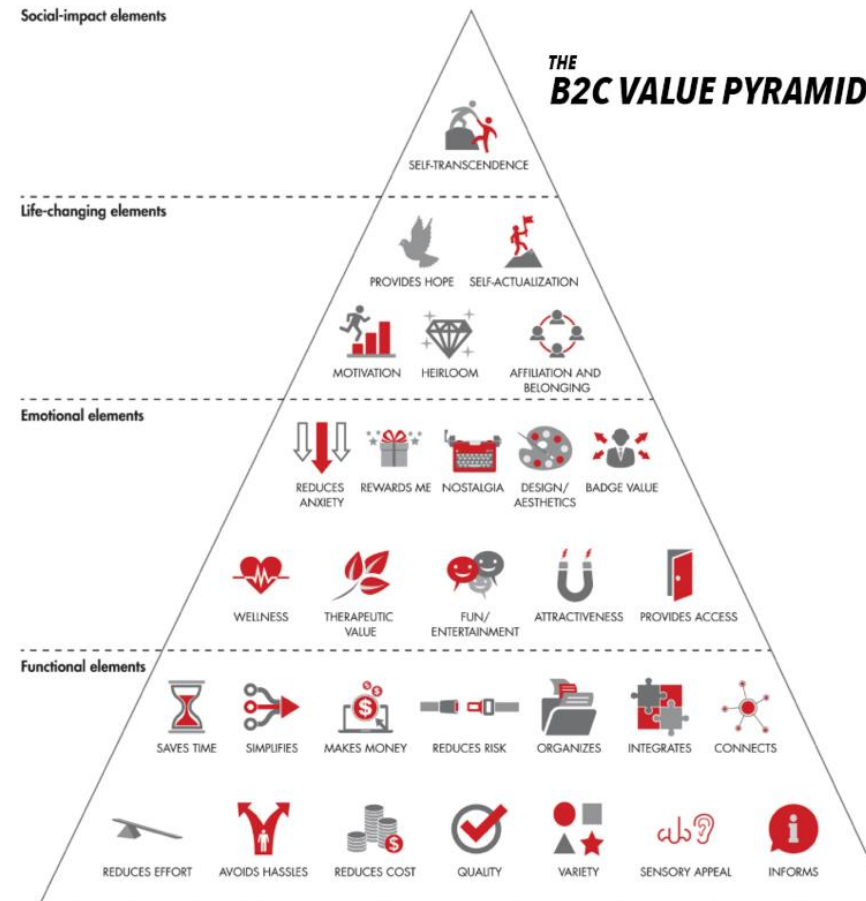 Social-impact elements
THE
B2C VALUE PYRAMID
SELF-TRANSCENDENCE
Life-changing elements
PROVIDES HOPE
SELF-ACTUALIZATION
MOTIVATION
HEIRLOOM
AFFILIATION AND
BELONGING
Emotional elements
REDUCES
ANXIETY
REWARDS ME
NOSTALGIA
DESIGN/
AESTHETICS
BADGE VALUE
WELLNESS
THERAPEUTIC
VALUE
FUN/
ENTERTAINMENT
ATTRACTIVENESS
PROVIDES ACCESS
Functional elements
SAVES TIME
SIMPLIFIES
MAKES MONEY
REDUCES RISK
ORGANIZES
INTEGRATES
CONNECTS
REDUCES EFFORT
AVOIDS HASSLES
REDUCES COST
QUALITY
VARIETY
SENSORY APPEAL
INFORMS